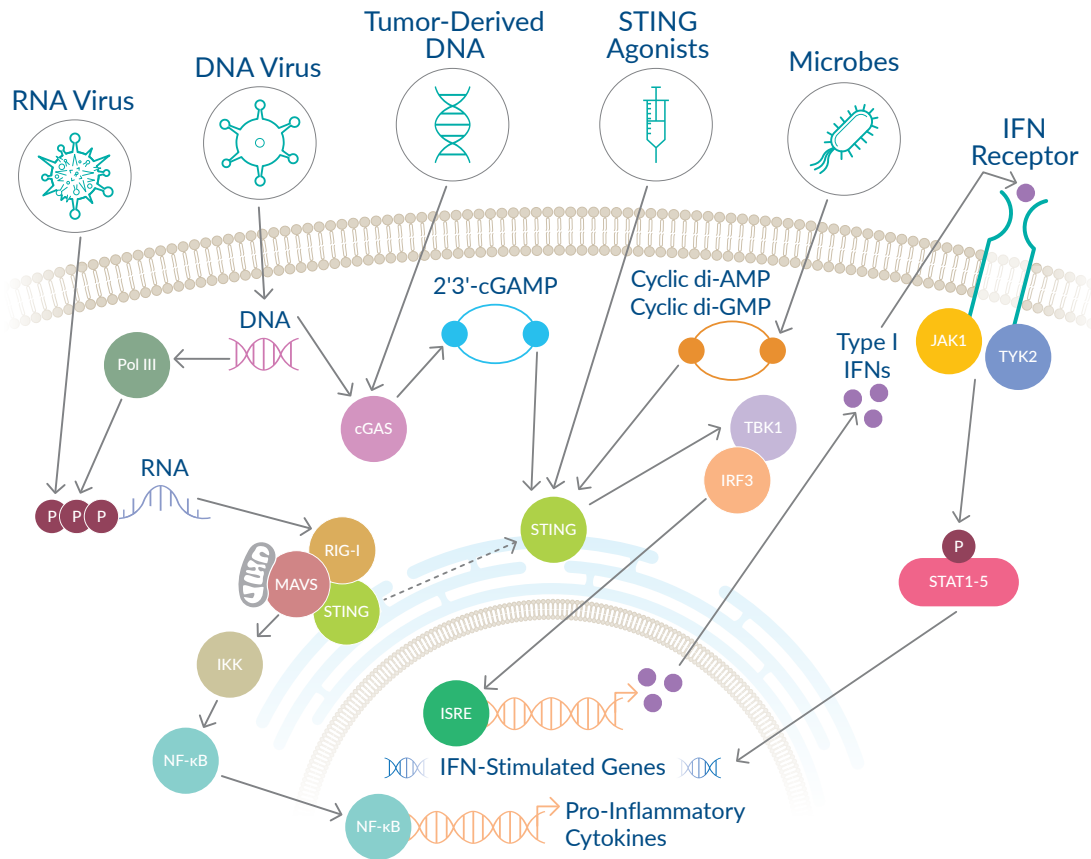 Tumor-Derived
DNA
STING
Agonists
DNA Virus
Microbes
RNA Virus
IFN
Receptor
2'3'-cGAMP
Cyclic di-AMP
Cyclic di-GMP
DNA
Type I
IFNs
JAK1
TYK2
Pol III
cGAS
TBK1
IRF3
RNA
P P P
STING
P
RIG-I
MAVS
STING
STAT1-5
IKK
ISRE
NF-κB
IFN-Stimulated Genes
NF-κB
Pro-Inflammatory
Cytokines